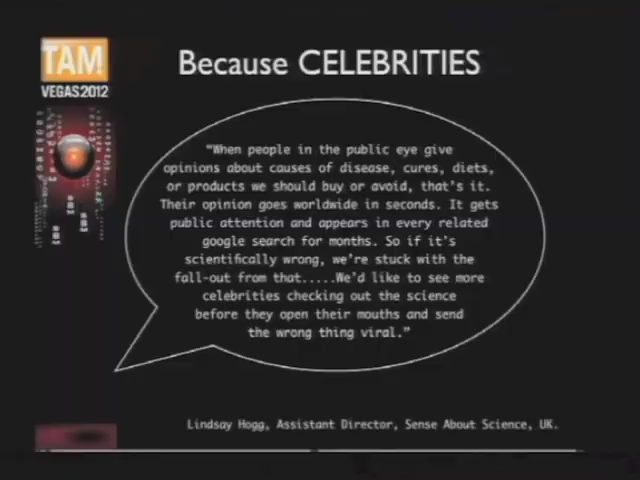 TAM!
VEGAS2012
Because CELEBRITIES
"When people in the public eye give
opinions about causes of disease, cures, diets,
or products we should buy or avoid, that's it.
Their opinion goes worldwide in seconds. It gets
public attention and appears in every related
google search for months. So if it's
scientifically wrong, we're stuck with the
fall-out from that.....We'd like to see more
celebrities checking out the science
before they open their mouths and send
the wrong thing viral."
Lindsay Hogg, Assistant Director, Sense About Science, UK.